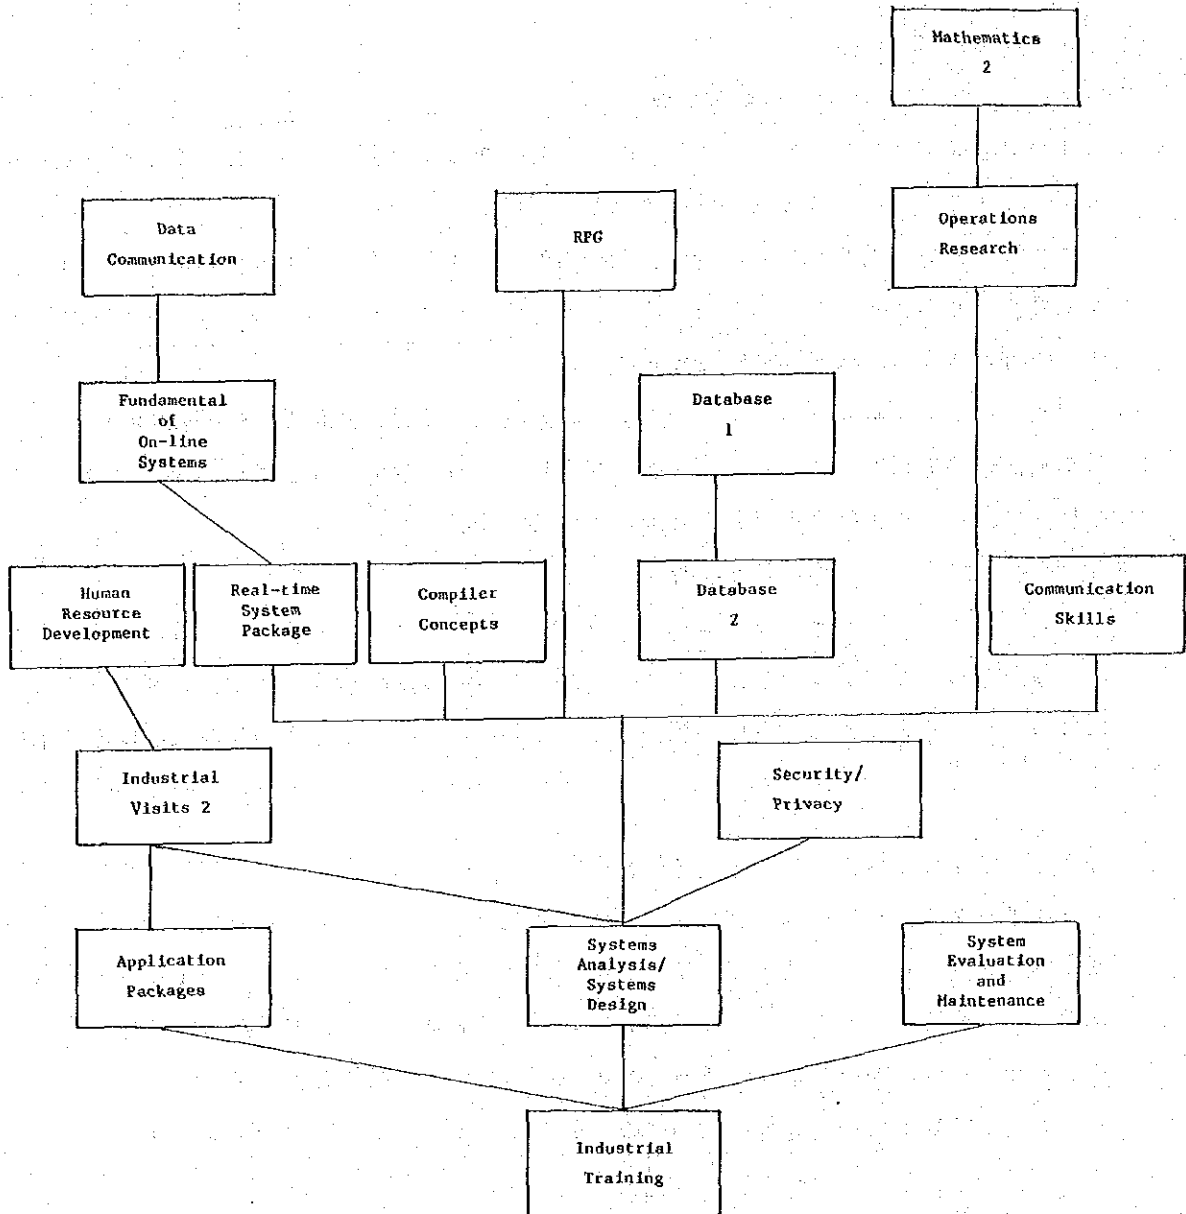 Mathematics
2
Data
Communication
RPG
Operations
Research
Fundamental
of
On-line
Systems
Database
1
Human
Resource
Development
Real-time
System
Package
Compiler
Concepts
Database
2
Communication
Skills
Industrial
Visits 2
Security/
Privacy
Application
Packages
Systems
Analysis/
Systems
Design
System
Evaluation
and
Maintenance
Industrial
Training